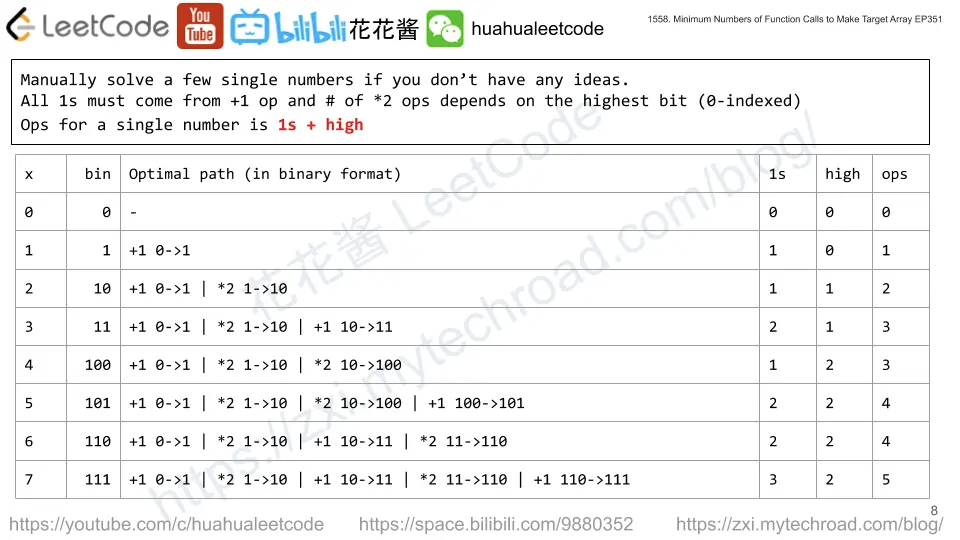 LeetCode You Tube bilibili 花花酱 huahualeetcode
1558. Minimum Numbers of Function Calls to Make Target Array EP351
Manually solve a few single numbers if you don’t have any ideas.
All 1s must come from +1 op and # of *2 ops depends on the highest bit (0-indexed)
Ops for a single number is 1s + high
x bin Optimal path (in binary format) 1s high ops
0 0 - 0 0 0
1 1 +1 0->1 1 0 1
2 10 +1 0->1 | *2 1->10 1 1 2
3 11 +1 0->1 | *2 1->10 | +1 10->11 2 1 3
4 100 +1 0->1 | *2 1->10 | *2 10->100 1 2 3
5 101 +1 0->1 | *2 1->10 | *2 10->100 | +1 100->101 2 2 4
6 110 +1 0->1 | *2 1->10 | +1 10->11 | *2 11->110 2 2 4
7 111 +1 0->1 | *2 1->10 | +1 10->11 | *2 11->110 | +1 110->111 3 2 5
花花酱 LeetCode
https://zxi.mytechroad.com/blog/
8
https://youtube.com/c/huahualeetcode https://space.bilibili.com/9880352 https://zxi.mytechroad.com/blog/